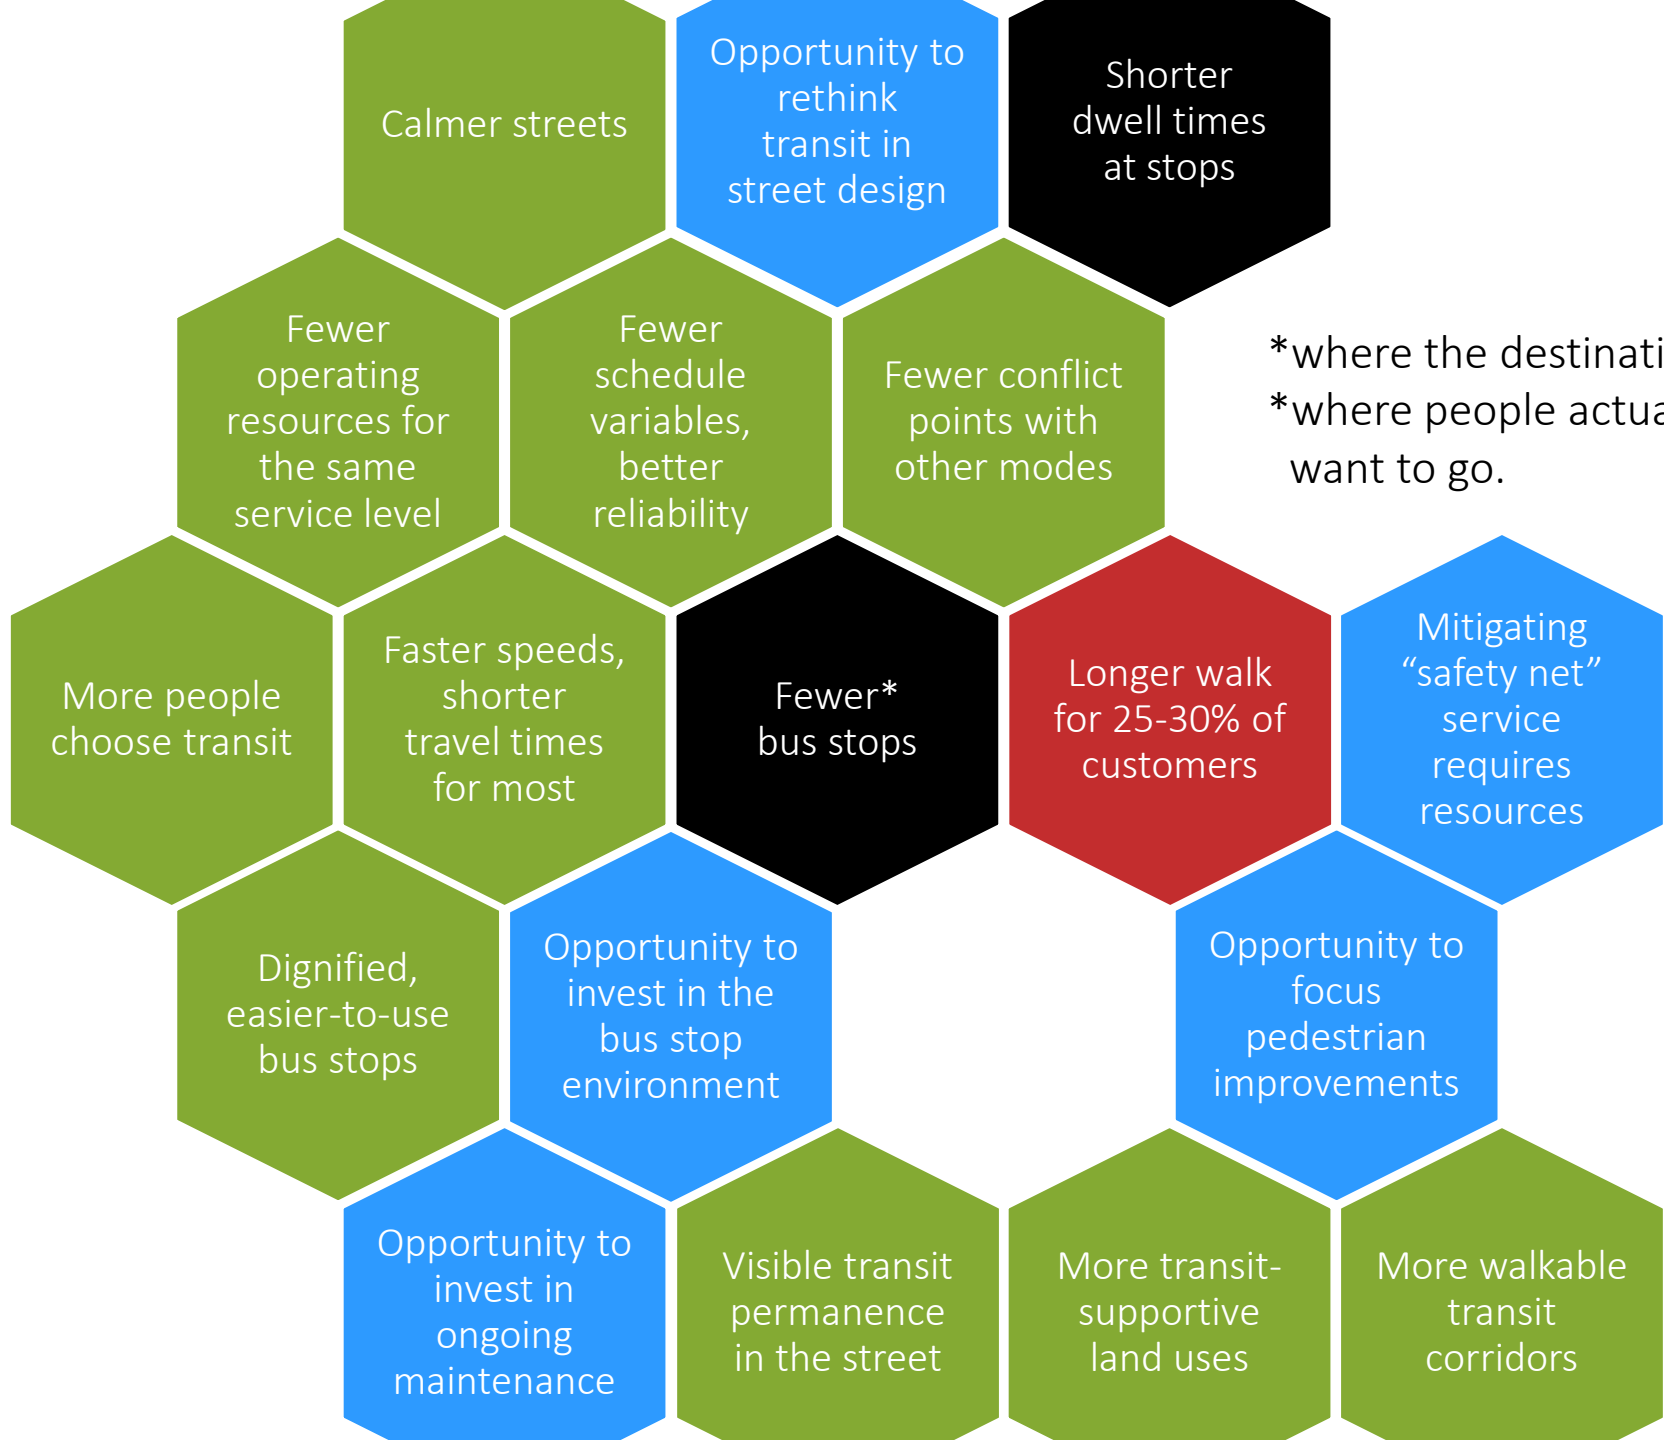 Calmer streets
Opportunity to
rethink
transit in
street design
Shorter
dwell times
at stops
Fewer
operating
resources for
the same
service level
Fewer
schedule
variables,
better
reliability
Fewer conflict
points with
other modes
*where the
*where people
want to go.
More people
choose transit
Faster speeds,
shorter
travel times
for most
Fewer*
bus stops
Longer walk
for 25-30% of
customers
Mitigating
“safety net”
service
requires
resources
Dignified,
easier-to-use
bus stops
Opportunity to
invest in the
bus stop
environment
Opportunity to
focus
pedestrian
improvements
Opportunity to
invest in
ongoing
maintenance
Visible transit
permanence
in the street
More transit-
supportive
land uses
More walkable
transit
corridors